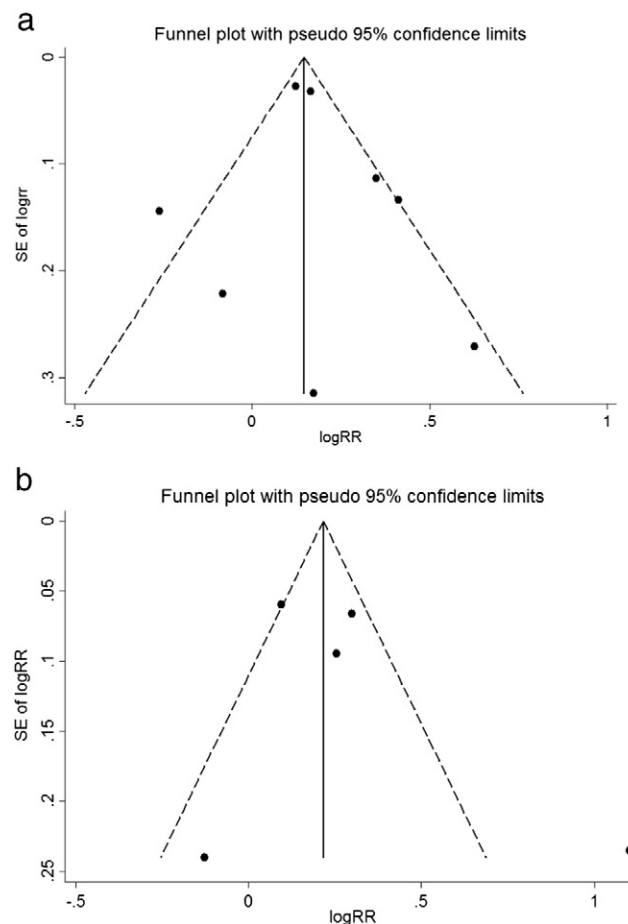 a
Funnel plot with pseudo 95% confidence limits
0
.1
.2
.3
SE of logrr
-.5
0
.5
1
logRR
b
Funnel plot with pseudo 95% confidence limits
0
.05
.1
.15
.2
.25
SE of logRR
-.5
0
.5
1
logRR